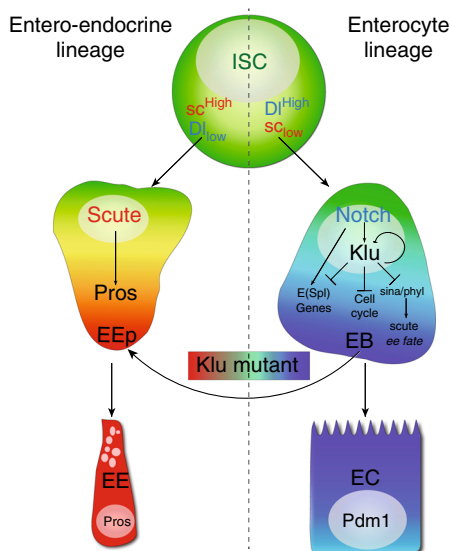 Entero-endocrine
lineage
Enterocyte
lineage
ISC
sc^High
Dl_low
Dl^High
sc_low
Scute
Pros
EEp
Notch
Klu
E(Spl)
Genes
Cell
cycle
sina/phyl
scute
ee fate
EB
Klu mutant
EE
Pros
EC
Pdm1